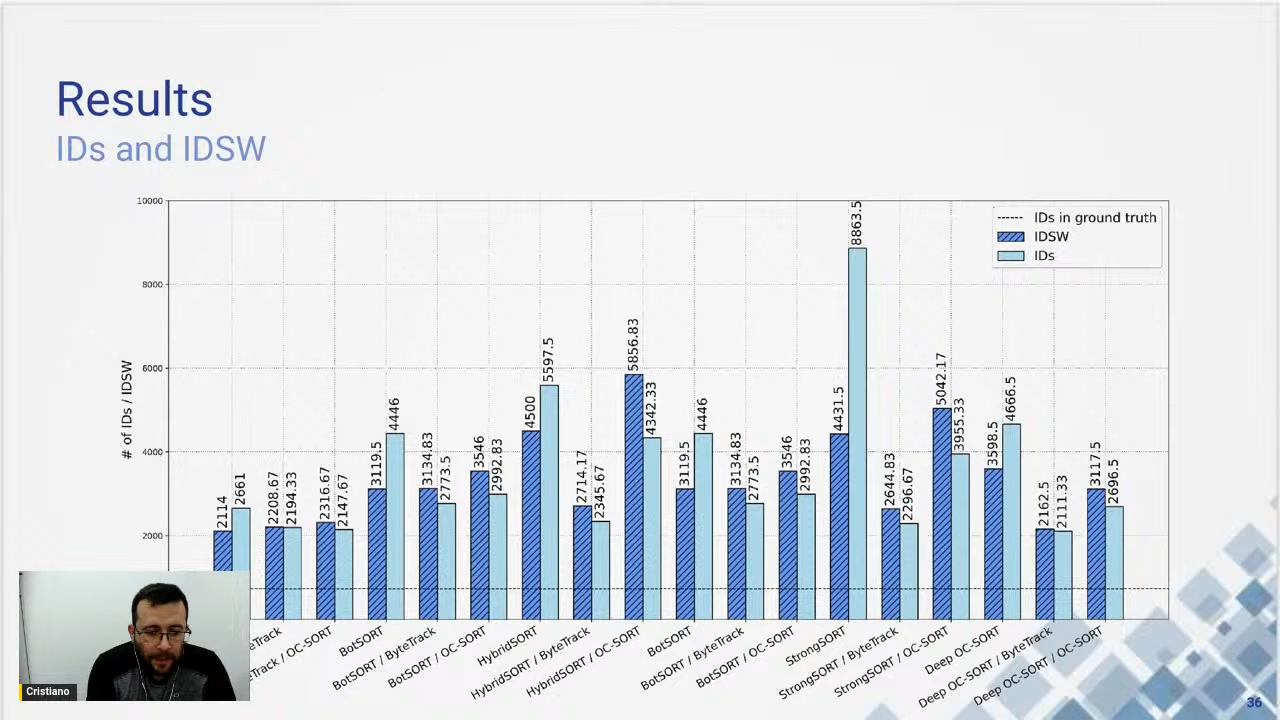 Results
IDs and IDSW
10000
8000
6000
4000
2000
# of IDs / IDSW
IDs in ground truth
IDSW
IDs
2114
2661
2208.67
2194.33
2316.67
2147.67
3119.5
4446
3134.83
2773.5
3546
2992.83
4500
5597.5
2714.17
2345.67
5856.83
4342.33
3119.5
4446
3134.83
2773.5
3546
2992.83
4431.5
8863.5
2644.83
2296.67
5042.17
3955.33
3598.5
4666.5
2162.5
2111.33
3117.5
2696.5
/ OC-SORT
BotSORT
BotSORT / ByteTrack
BotSORT / OC-SORT
HybridSORT
HybridSORT / ByteTrack
HybridSORT / OC-SORT
BotSORT
BotSORT / ByteTrack
BotSORT / OC-SORT
StrongSORT
StrongSORT / ByteTrack
StrongSORT / OC-SORT
Deep OC-SORT
Deep OC-SORT / ByteTrack
Deep OC-SORT / OC-SORT
Cristiano
36